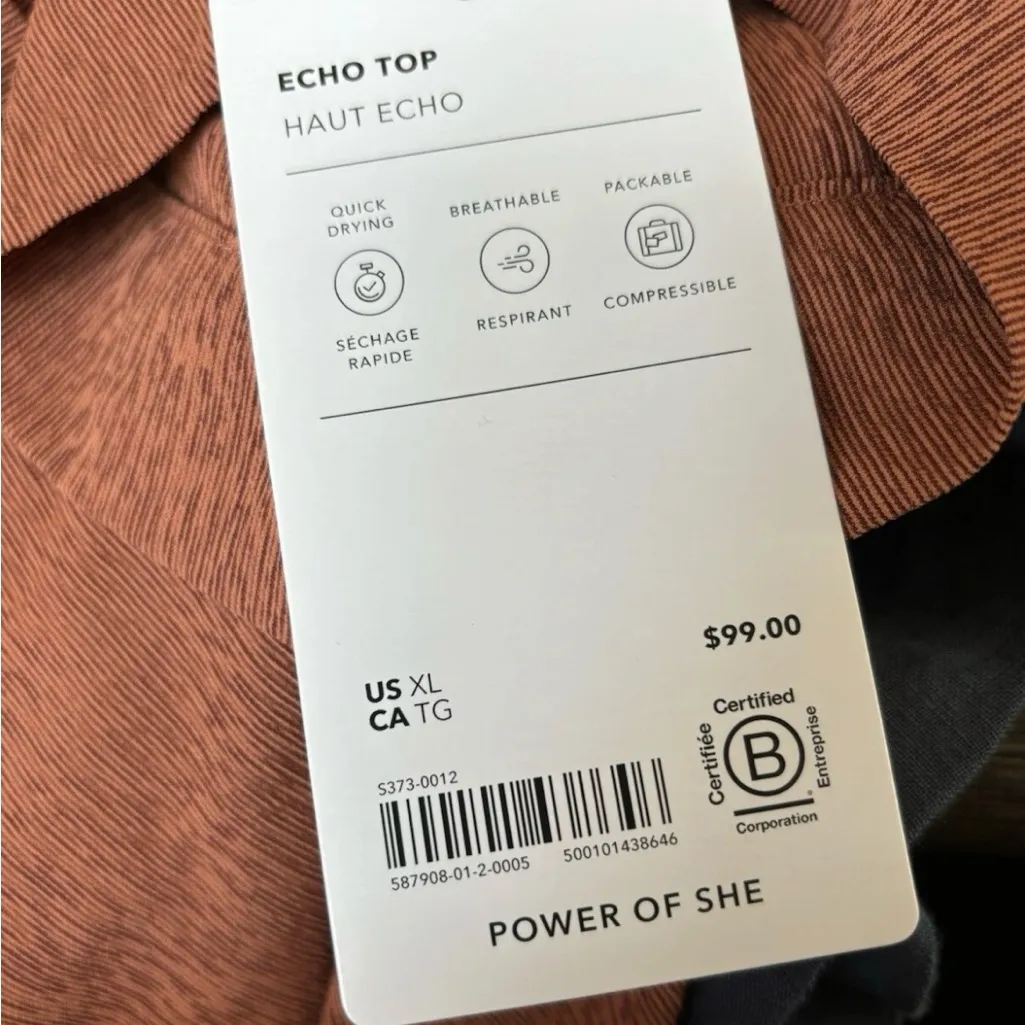 ECHO TOP
HAUT ECHO
QUICK
DRYING
SÉCHAGE
RAPIDE
BREATHABLE
RESPIRANT
PACKABLE
COMPRESSIBLE
$99.00
US XL
CA TG
S373-0012
587908-01-2-0005 500101438646
Certified
Certifiée
B
Entreprise
Corporation
POWER OF SHE